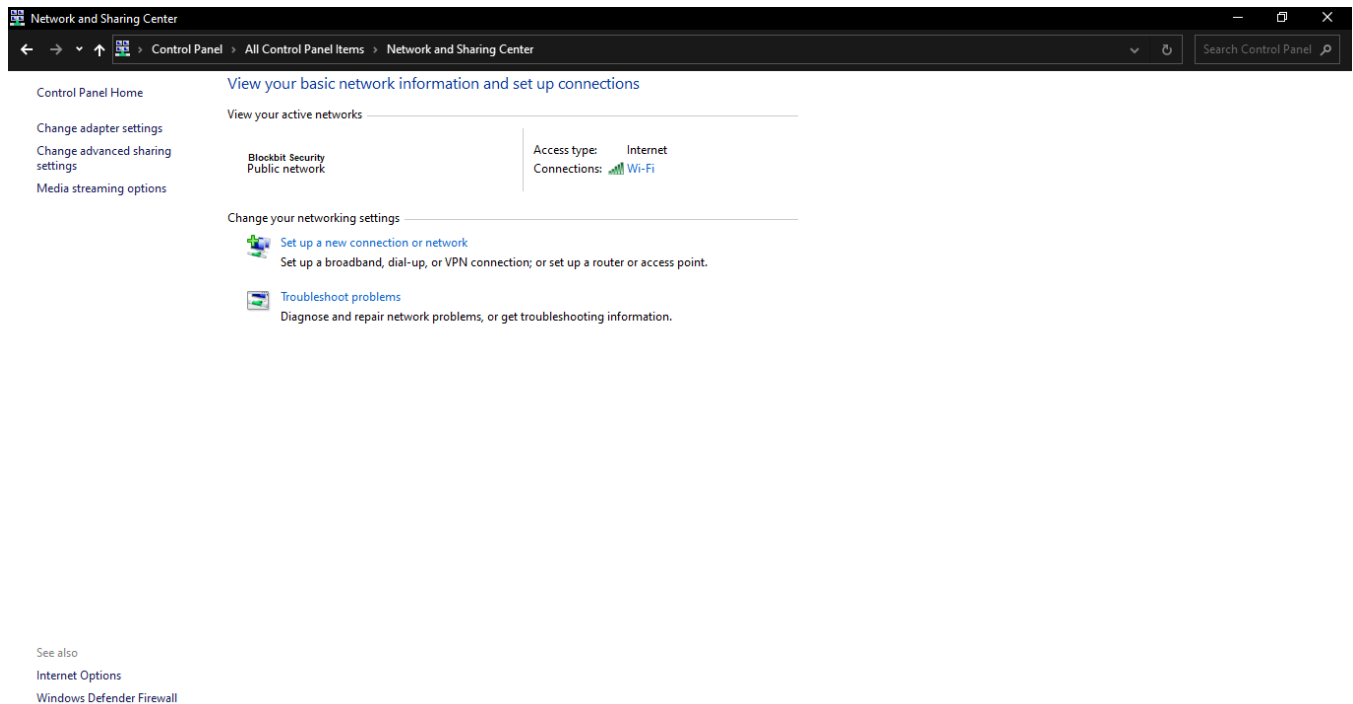 Network and Sharing Center
Control Panel > All Control Panel Items > Network and Sharing Center
Search Control Panel
Control Panel Home
Change adapter settings
Change advanced sharing
settings
Media streaming options
View your basic network information and set up connections
View your active networks
Blockbit Security
Public network
Access type: Internet
Connections: Wi-Fi
Change your networking settings
Set up a new connection or network
Set up a broadband, dial-up, or VPN connection; or set up a router or access point.
Troubleshoot problems
Diagnose and repair network problems, or get troubleshooting information.
See also
Internet Options
Windows Defender Firewall